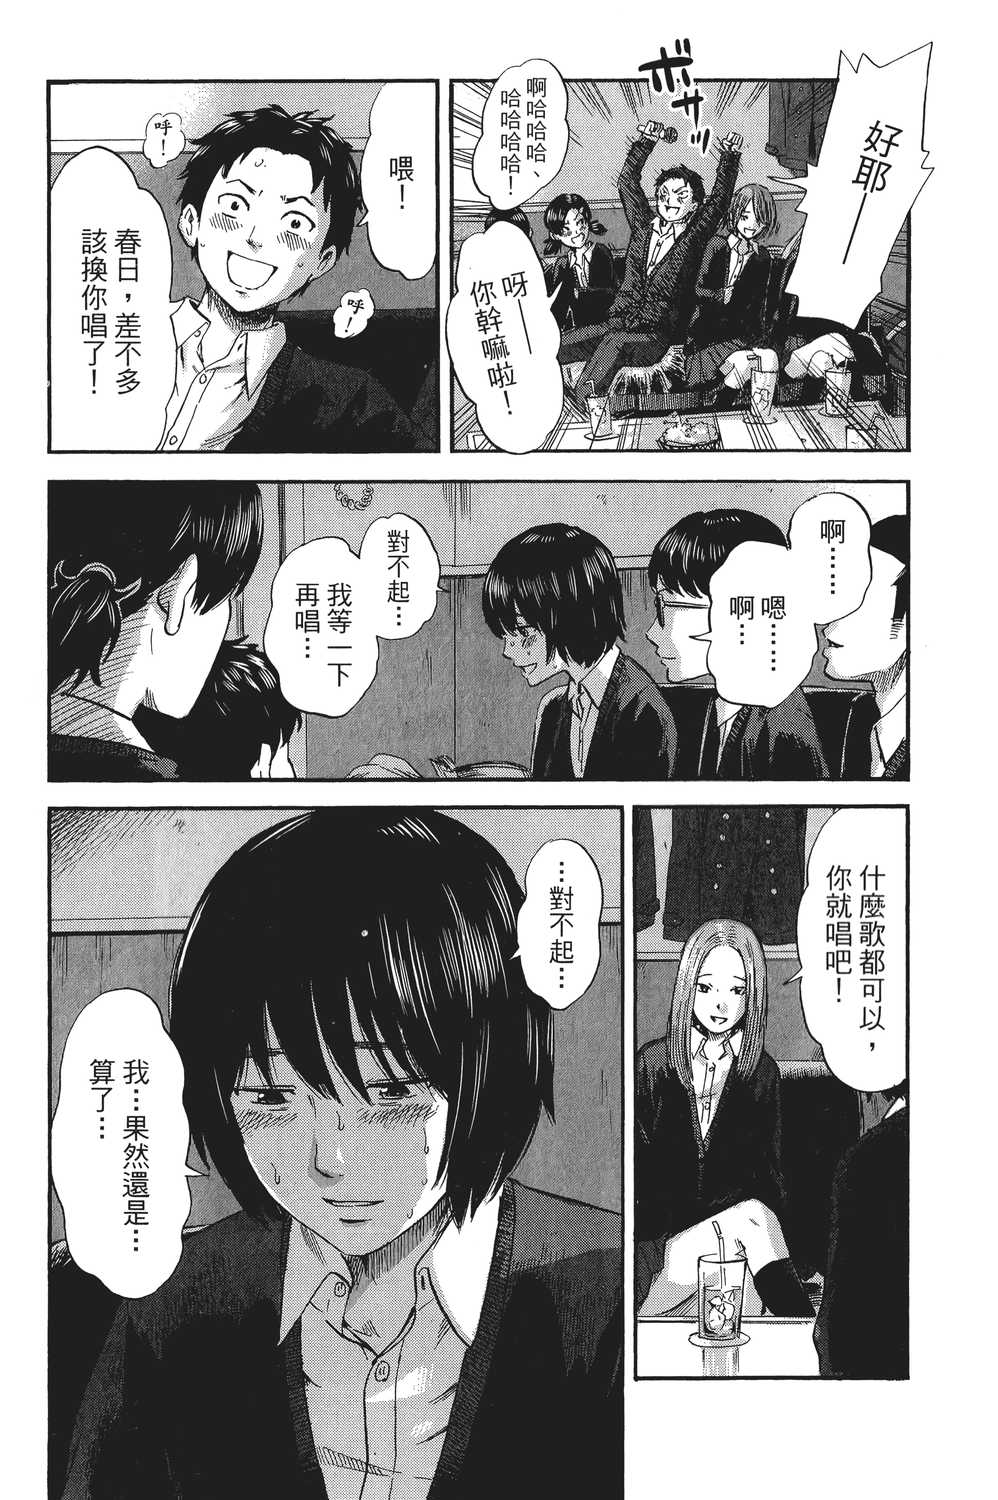 好耶──
ボサッ
啊哈哈哈、
哈哈哈哈！
呀──
你幹嘛啦！
喂！
呼！
呼！
春日，差不多
該換你唱了！
啊……
嗯……
啊…
對不起…
我等一下
再唱…
什麼歌都可以，
你就唱吧！
…對不起…
我…果然還是…
算了…